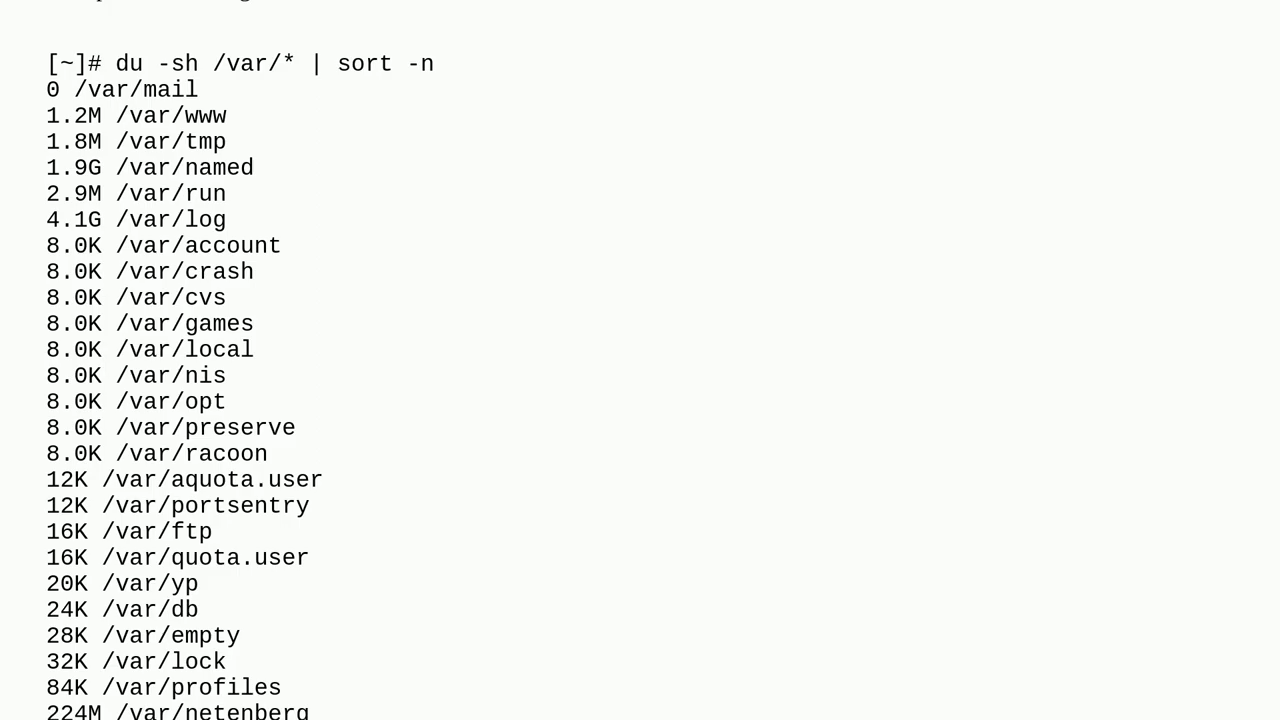 [~]# du -sh /var/* | sort -n
0 /var/mail
1.2M /var/www
1.8M /var/tmp
1.9G /var/named
2.9M /var/run
4.1G /var/log
8.0K /var/account
8.0K /var/crash
8.0K /var/cvs
8.0K /var/games
8.0K /var/local
8.0K /var/nis
8.0K /var/opt
8.0K /var/preserve
8.0K /var/racoon
12K /var/aquota.user
12K /var/portsentry
16K /var/ftp
16K /var/quota.user
20K /var/yp
24K /var/db
28K /var/empty
32K /var/lock
84K /var/profiles
224M /var/netenberg